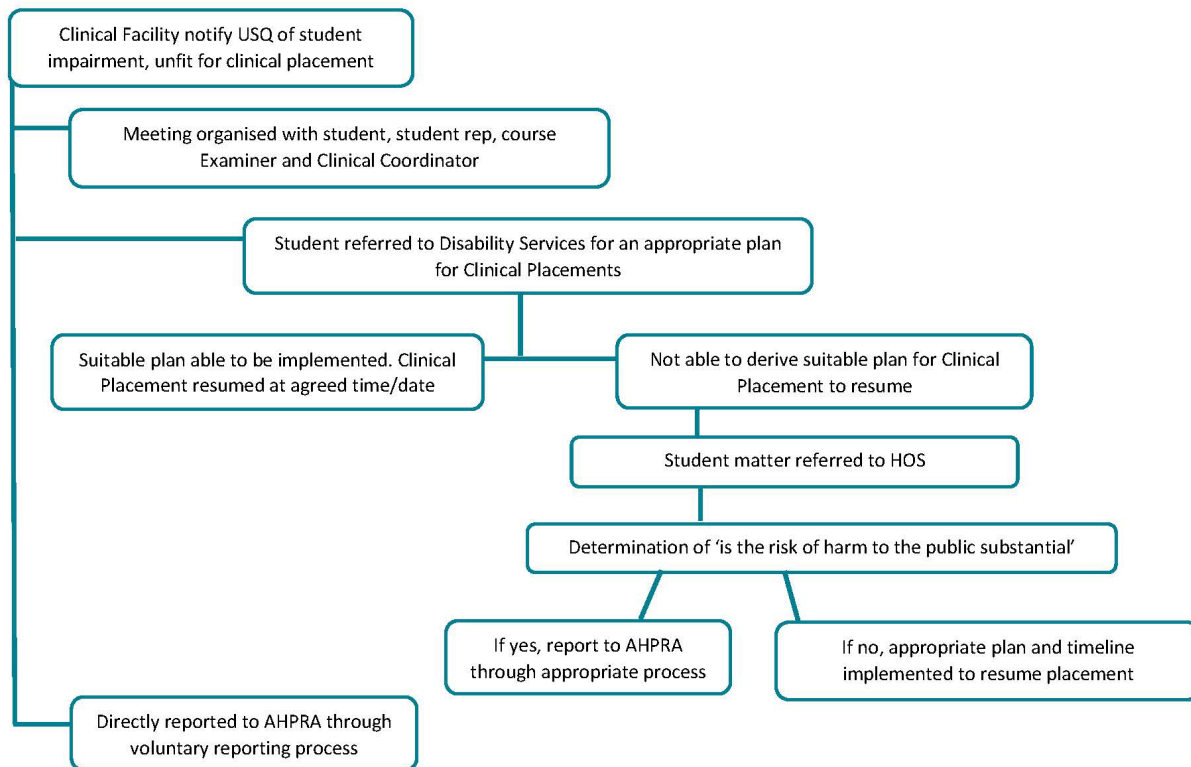 Clinical Facility notify USQ of student
impairment, unfit for clinical placement
Meeting organised with student, student rep, course
Examiner and Clinical Coordinator
Student referred to Disability Services for an appropriate plan
for Clinical Placements
Suitable plan able to be implemented. Clinical
Placement resumed at agreed time/date
Not able to derive suitable plan for Clinical
Placement to resume
Student matter referred to HOS
Determination of ‘is the risk of harm to the public substantial’
If yes, report to AHPRA
through appropriate process
If no, appropriate plan and timeline
implemented to resume placement
Directly reported to AHPRA through
voluntary reporting process